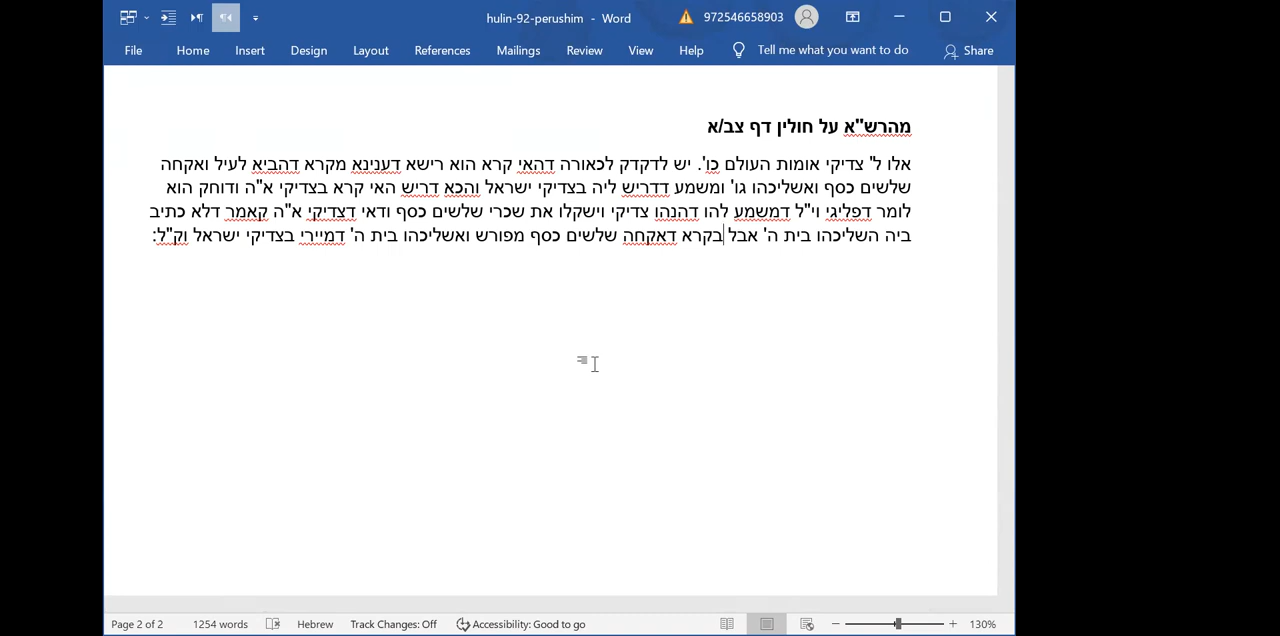 hulin-92-perushim - Word
972546658903
File Home Insert Design Layout References Mailings Review View Help Tell me what you want to do Share
מהרש"א על חולין דף צב/א
אלו ל' צדיקי אומות העולם כו'. יש לדקדק לכאורה דהאי קרא הוא רישא דענינא מקרא דהביא לעיל ואקחה
שלשים כסף ואשליכהו גו' ומשמע דדריש ליה בצדיקי ישראל והכא דריש האי קרא בצדיקי א"ה ודוחק הוא
לומר דפליגי וי"ל דמשמע להו דהנהו צדיקי וישקלו את שכרי שלשים כסף ודאי דצדיקי א"ה קאמר דלא כתיב
ביה השליכהו בית ה' אבל בקרא דאקחה שלשים כסף מפורש ואשליכהו בית ה' דמיירי בצדיקי ישראל וק"ל:
Page 2 of 2 1254 words Hebrew Track Changes: Off Accessibility: Good to go 130%